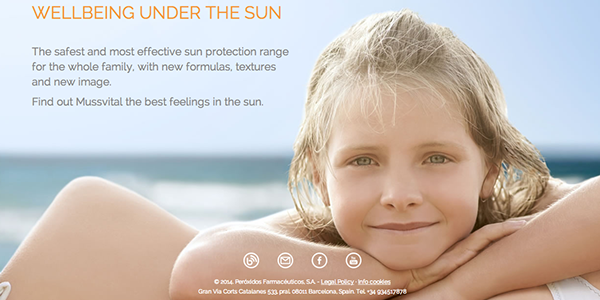 WELLBEING UNDER THE SUN
The safest and most effective sun protection range
for the whole family, with new formulas, textures
and new image.
Find out Mussvital the best feelings in the sun.
© 2014, Peróxidos Farmacéuticos, S.A. - Legal Policy · Info cookies
Gran Via Corts Catalanes 533, pral. 08011 Barcelona, Spain. Tel. +34 934517878